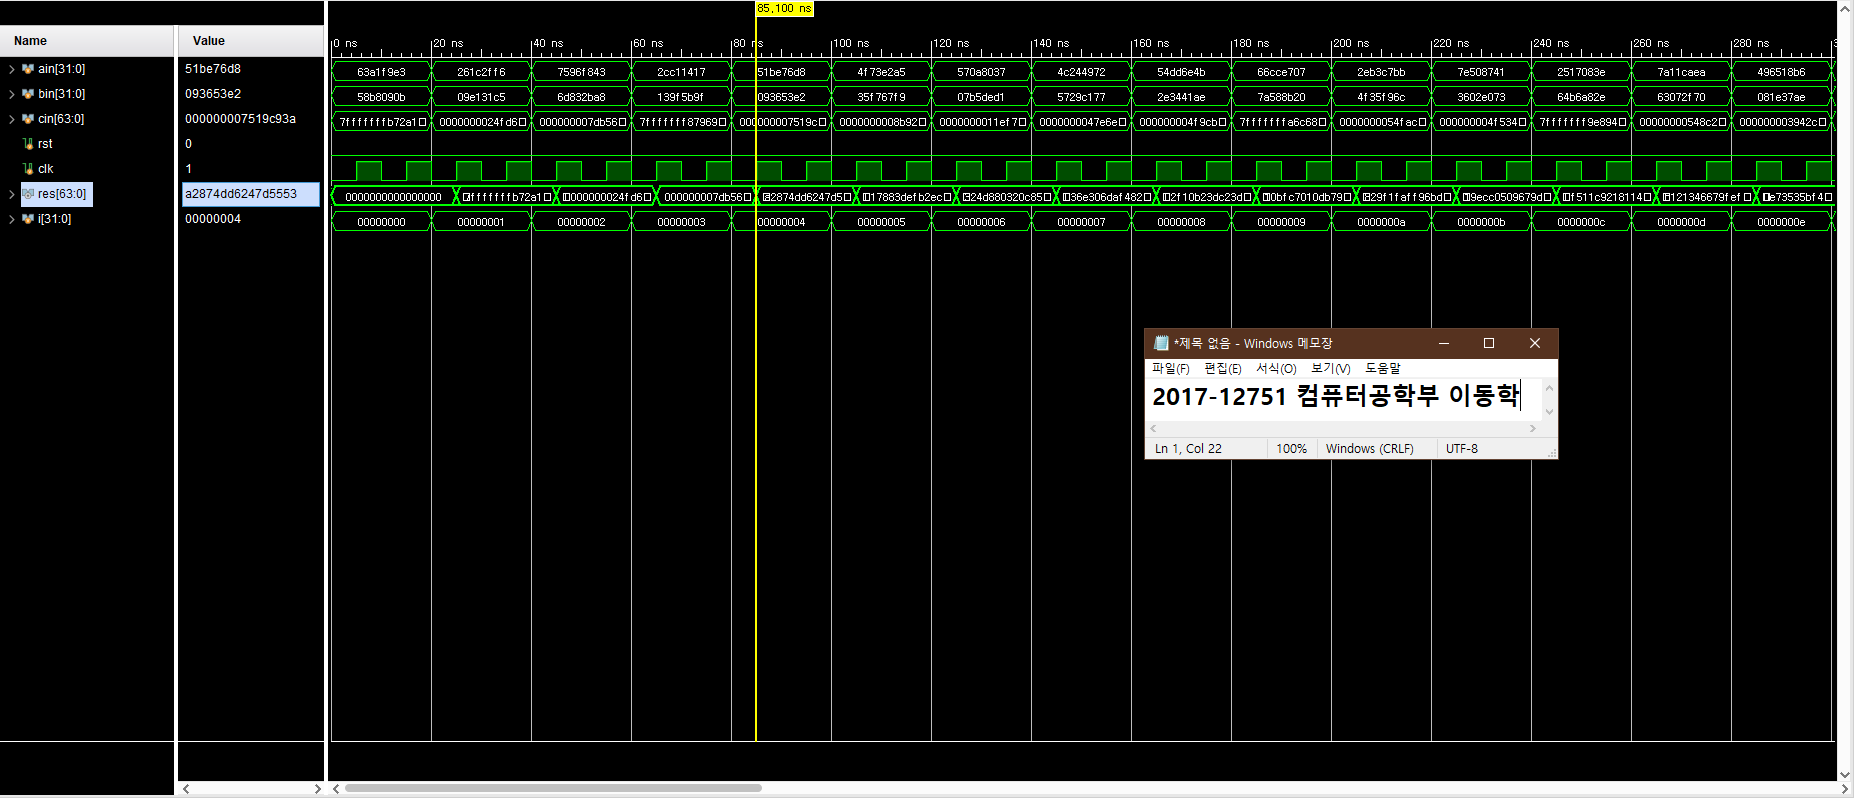 85,100 ns
Name Value
0 ns 20 ns 40 ns 60 ns 80 ns 100 ns 120 ns 140 ns 160 ns 180 ns 200 ns 220 ns 240 ns 260 ns 280 ns
ain[31:0] 51be76d8 63a1f9e3 261c2ff6 7596f843 2cc11417 51be76d8 4f73e2a5 570a8037 4c244972 54dd6e4b 66cce707 2eb3c7bb 7e508741 2517083e 7a11caea 496518b6
bin[31:0] 093653e2 58b8090b 09e131c5 6d832ba8 139f5b9f 093653e2 35f767f9 07b5ded1 5729c177 2e3441ae 7a588b20 4f35f96c 3602e073 64b6a82e 63072f70 081e37ae
cin[63:0] 000000007519c93a 7fffffffb72a1 0000000024fd6 000000007db56 7fffffff87969 000000007519c 0000000008b92 0000000011ef7 0000000047e6e 000000004f9cb 7fffffffa6c68 0000000054fac 000000004f534 7fffffff9e894 00000000548c2 000000003942c
rst 0
clk 1
res[63:0] a2874dd6247d5553 0000000000000000 fffffffb72a1 000000024fd6 000000007db56 2874dd6247d5 17883defb2ec 24d880320c85 36e306daf482 2f10b23dc23d 0bfc7010db79 29f1faff96bd 9ecc0509679d f511c9218114 121346679fef e73535bf4
i[31:0] 00000004 00000000 00000001 00000002 00000003 00000004 00000005 00000006 00000007 00000008 00000009 0000000a 0000000b 0000000c 0000000d 0000000e
*제목 없음 - Windows 메모장
파일(F) 편집(E) 서식(O) 보기(V) 도움말
2017-12751 컴퓨터공학부 이동학
Ln 1, Col 22 100% Windows (CRLF) UTF-8